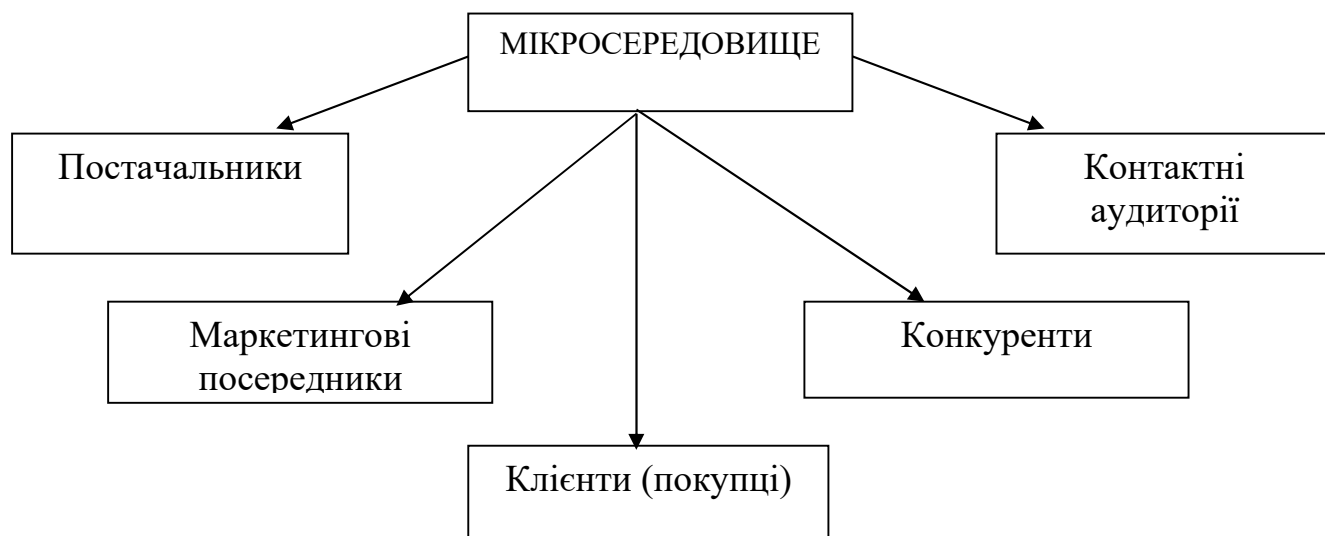 МІКРОСЕРЕДОВИЩЕ
Постачальники
Контактні
аудиторії
Маркетингові
посередники
Конкуренти
Клієнти (покупці)